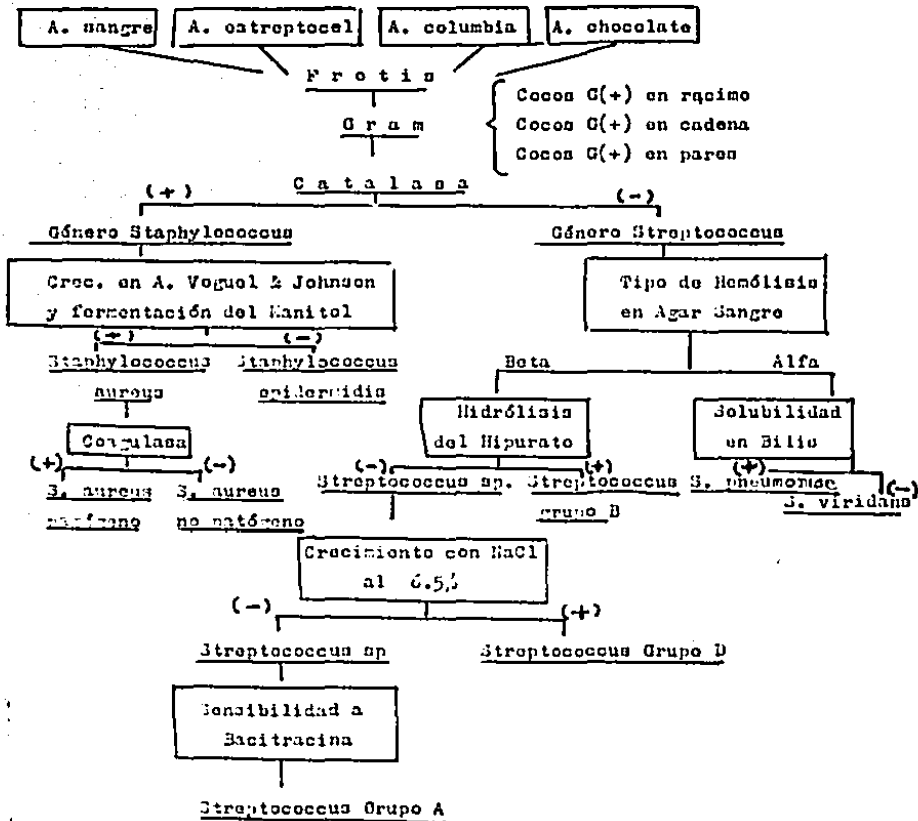 A. sangre
A. estreptocel
A. columbia
A. chocolate
Frotis
Gram
Cocos G(+) en racimo
Cocos G(+) en cadena
Cocos G(+) en pares
Catalasa
(+)
(-)
Género Staphylococcus
Género Streptococcus
Crec. en A. Voguel & Johnson
y fermentación del Manitol
Tipo de Hemólisis
en Agar Sangre
(+)
(-)
Staphylococcus
aureus
Staphylococcus
epidermidis
Beta
Alfa
Coagulasa
Hidrólisis
del Hipurato
Solubilidad
en Bilis
(+)
(-)
S. aureus
patógeno
S. aureus
no patógeno
(-)
(+)
Streptococcus sp.
Streptococcus
grupo B
(+)
(-)
S. pneumoniae
S. viridans
Crecimiento con NaCl
al 6.5%
(-)
(+)
Streptococcus sp
Streptococcus Grupo D
Sensibilidad a
Bacitracina
Streptococcus Grupo A